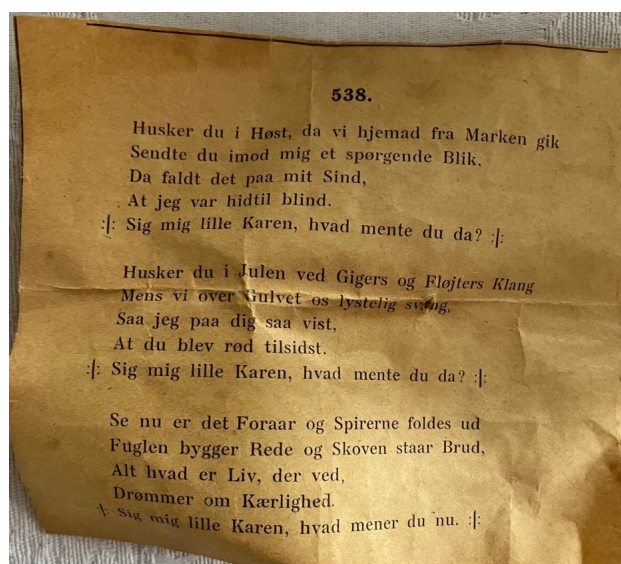 538.
Husker du i Høst, da vi hjemad fra Marken gik
Sendte du imod mig et spørgende Blik.
Da faldt det paa mit Sind,
At jeg var hidtil blind.
:|: Sig mig lille Karen, hvad mente du da? :|:
Husker du i Julen ved Gigers og Fløjters Klang
Mens vi over Gulvet os lystelig svang,
Saa jeg paa dig saa vist,
At du blev rød tilsidst.
:|: Sig mig lille Karen, hvad mente du da? :|:
Se nu er det Foraar og Spirerne foldes ud
Fuglen bygger Rede og Skoven staar Brud,
Alt hvad er Liv, der ved,
Drømmer om Kærlighed.
:|: Sig mig lille Karen, hvad mener du nu. :|: